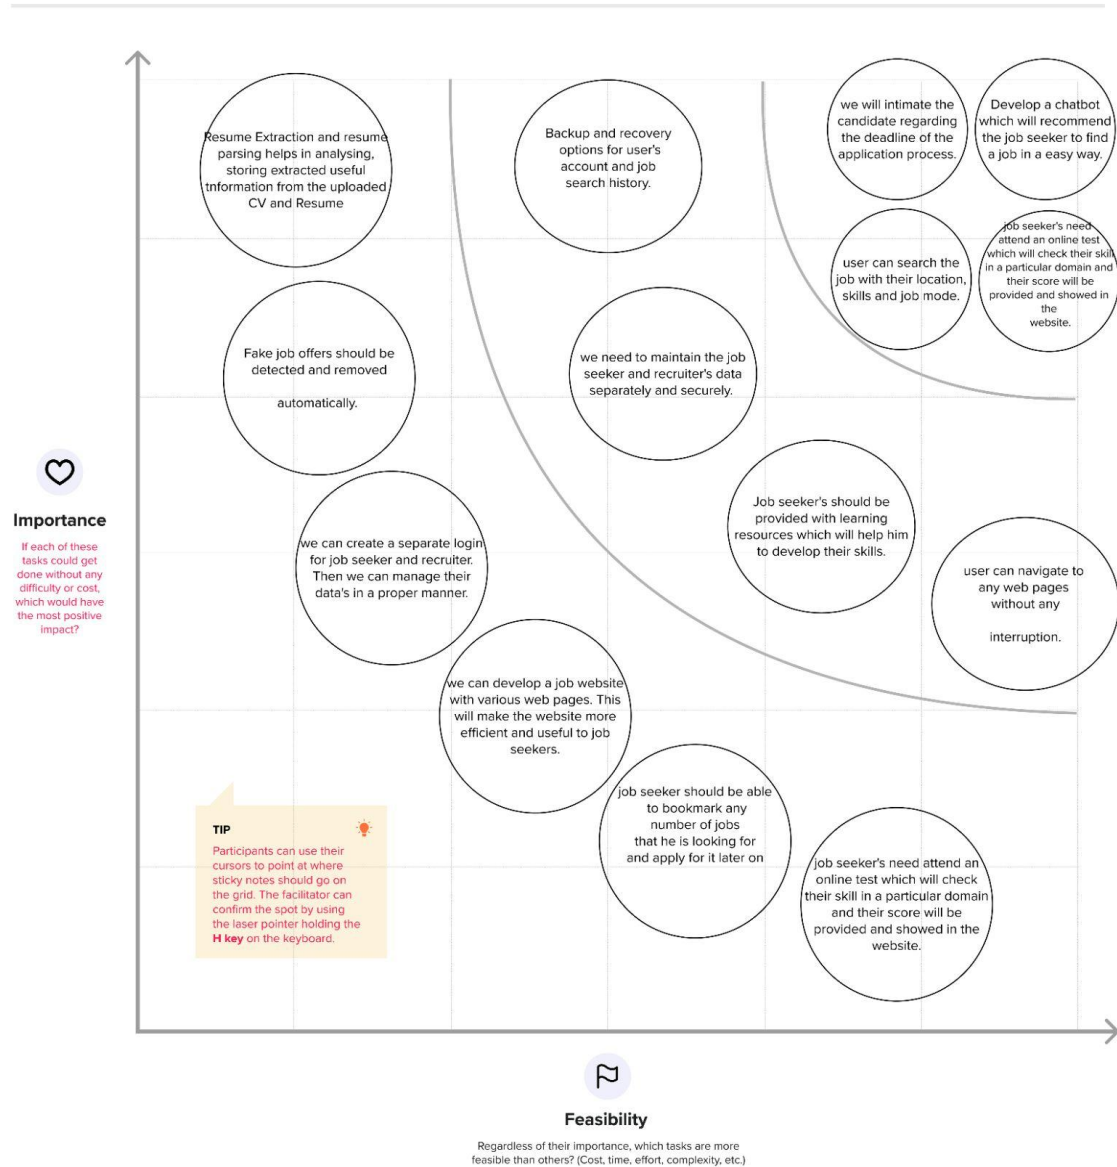 Resume Extraction and resume
parsing helps in analysing,
storing extracted useful
tnformation from the uploaded
CV and Resume
Backup and recovery
options for user's
account and job
search history.
we will intimate the
candidate regarding
the deadline of the
application process.
Develop a chatbot
which will recommend
the job seeker to find
a job in a easy way.
user can search the
job with their location,
skills and job mode.
job seeker's need
attend an online test
which will check their skill
in a particular domain and
their score will be
provided and showed in
the
website.
Fake job offers should be
detected and removed
automatically.
we need to maintain the job
seeker and recruiter's data
separately and securely.
we can create a separate login
for job seeker and recruiter.
Then we can manage their
data's in a proper manner.
Job seeker's should be
provided with learning
resources which will help him
to develop their skills.
user can navigate to
any web pages
without any
interruption.
Importance
If each of these
tasks could get
done without any
difficulty or cost,
which would have
the most positive
impact?
we can develop a job website
with various web pages. This
will make the website more
efficient and useful to job
seekers.
job seeker should be able
to bookmark any
number of jobs
that he is looking for
and apply for it later on
job seeker's need attend an
online test which will check
their skill in a particular domain
and their score will be
provided and showed in the
website.
TIP
Participants can use their
cursors to point at where
sticky notes should go on
the grid. The facilitator can
confirm the spot by using
the laser pointer holding the
H key on the keyboard.
Feasibility
Regardless of their importance, which tasks are more
feasible than others? (Cost, time, effort, complexity, etc.)